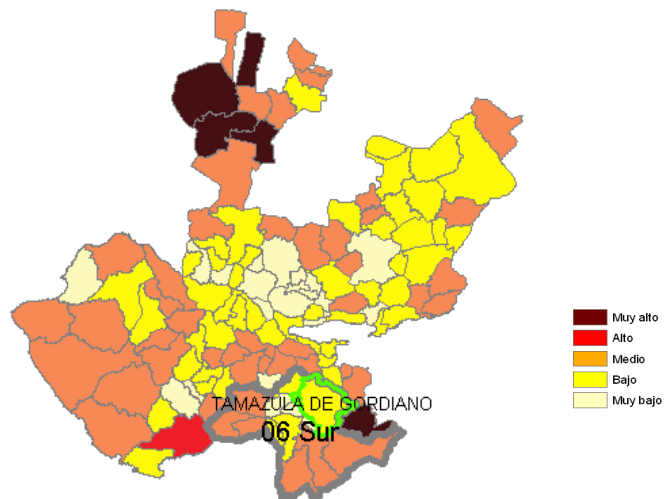 Muy alto
Alto
Medio
Bajo
Muy bajo
TAMAZULA DE GORDIANO
06 Sur